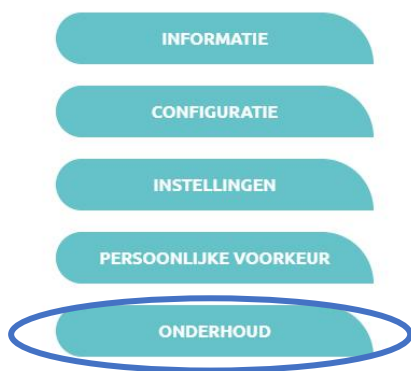 INFORMATIE
CONFIGURATIE
INSTELLINGEN
PERSOONLIJKE VOORKEUR
ONDERHOUD